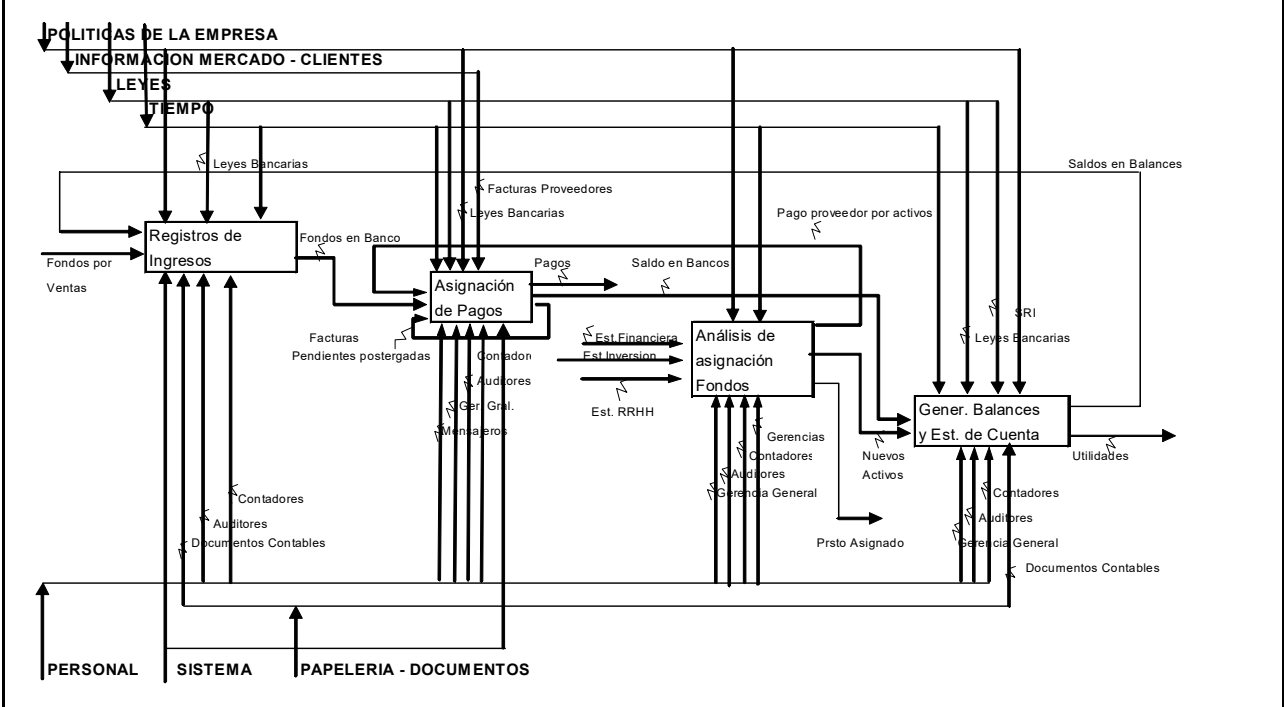 POLITICAS DE LA EMPRESA
INFORMACION MERCADO - CLIENTES
LEYES
TIEMPO
Leyes Bancarias
Saldos en Balances
Facturas Proveedores
Leyes Bancarias
Pago proveedor por activos
Registros de
Ingresos
Fondos en Banco
Fondos por
Ventas
Pagos
Saldo en Bancos
Asignación
de Pagos
SRI
Leyes Bancarias
Facturas
Pendientes postergadas
Est.Financiera
Est.Inversion
Est. RRHH
Análisis de
asignación
Fondos
Contadore
Auditores
Ger. Gral.
Mensajeros
Gener. Balances
y Est. de Cuenta
Gerencias
Contadores
Auditores
Gerencia General
Nuevos
Activos
Utilidades
Contadores
Auditores
Documentos Contables
Prsto Asignado
Contadores
Auditores
Gerencia General
Documentos Contables
PERSONAL
SISTEMA
PAPELERIA - DOCUMENTOS